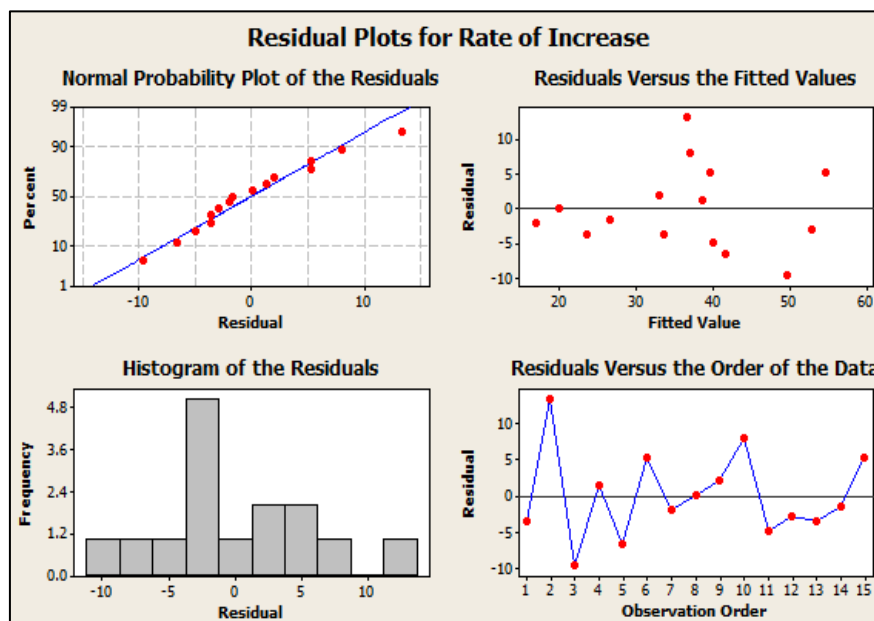 Residual Plots for Rate of Increase
Normal Probability Plot of the Residuals
99
90
50
10
1
Percent
-10 0 10
Residual
Residuals Versus the Fitted Values
10
5
0
-5
-10
Residual
20 30 40 50 60
Fitted Value
Histogram of the Residuals
4.8
3.6
2.4
1.2
0.0
Frequency
-10 -5 0 5 10
Residual
Residuals Versus the Order of the Data
10
5
0
-5
-10
Residual
1 2 3 4 5 6 7 8 9 10 11 12 13 14 15
Observation Order